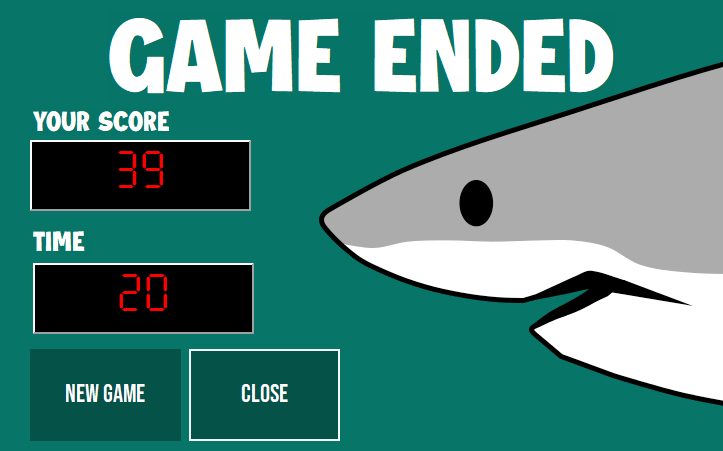 GAME ENDED
YOUR SCORE
39
TIME
20
NEW GAME
CLOSE